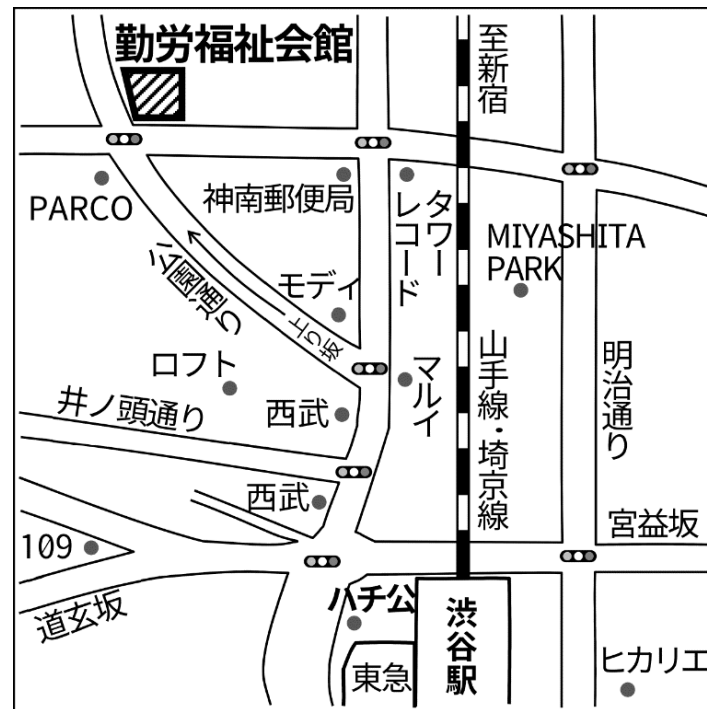 勤労福祉会館
至新宿
PARCO
神南郵便局
タワー
レコード
MIYASHITA
PARK
公園通り
モディ
上り坂
ロフト
マルイ
山手線・埼京線
明治通り
井ノ頭通り
西武
西武
宮益坂
109
道玄坂
ハチ公
渋谷駅
東急
ヒカリエ